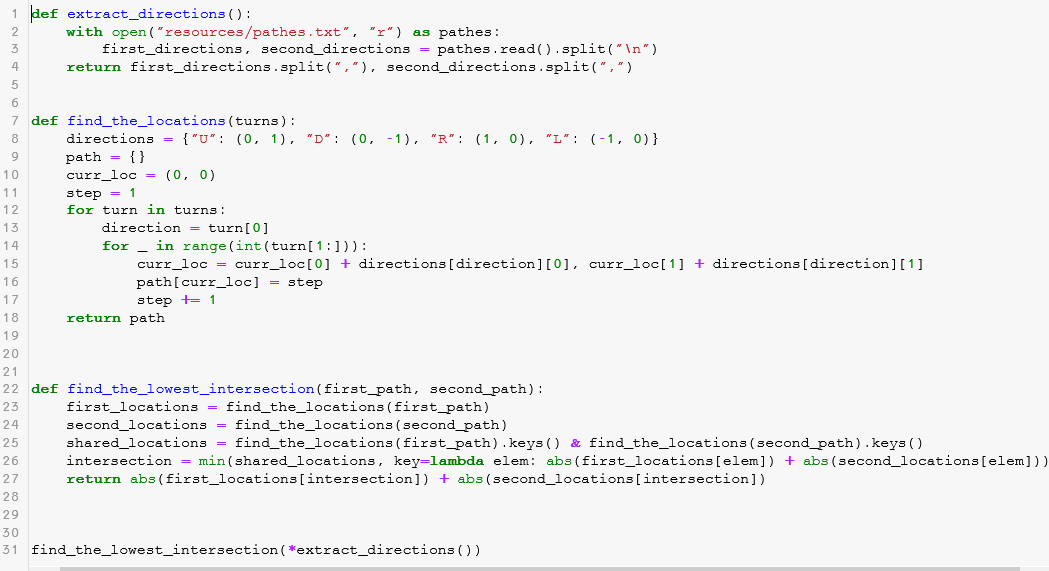 1 def extract_directions():
2     with open("resources/pathes.txt", "r") as pathes:
3         first_directions, second_directions = pathes.read().split("\n")
4     return first_directions.split(","), second_directions.split(",")
5
6
7 def find_the_locations(turns):
8     directions = {"U": (0, 1), "D": (0, -1), "R": (1, 0), "L": (-1, 0)}
9     path = {}
10     curr_loc = (0, 0)
11     step = 1
12     for turn in turns:
13         direction = turn[0]
14         for _ in range(int(turn[1:])):
15             curr_loc = curr_loc[0] + directions[direction][0], curr_loc[1] + directions[direction][1]
16             path[curr_loc] = step
17             step += 1
18     return path
19
20
21
22 def find_the_lowest_intersection(first_path, second_path):
23     first_locations = find_the_locations(first_path)
24     second_locations = find_the_locations(second_path)
25     shared_locations = find_the_locations(first_path).keys() & find_the_locations(second_path).keys()
26     intersection = min(shared_locations, key=lambda elem: abs(first_locations[elem]) + abs(second_locations[elem]))
27     return abs(first_locations[intersection]) + abs(second_locations[intersection])
28
29
30
31 find_the_lowest_intersection(*extract_directions())